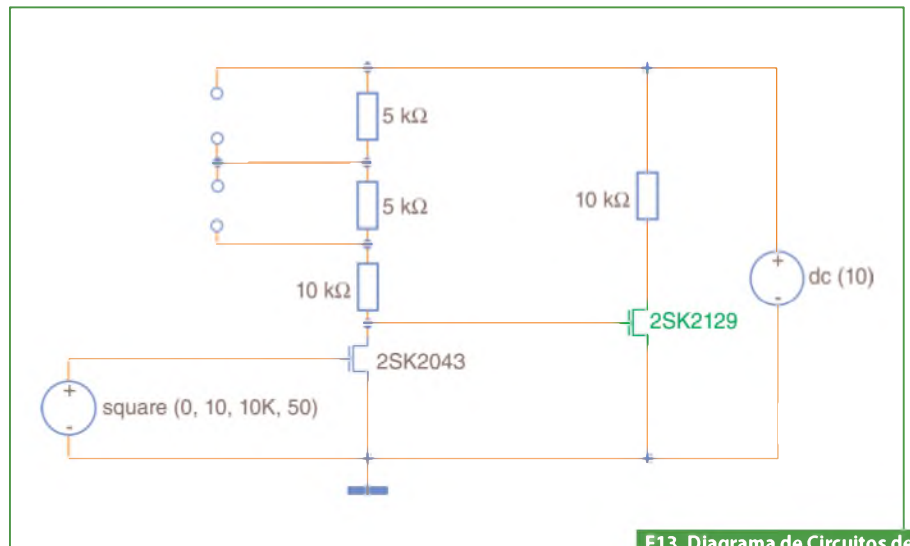 5 kΩ
5 kΩ
10 kΩ
10 kΩ
+
-
dc (10)
2SK2129
2SK2043
+
-
square (0, 10, 10K, 50)
F13 Diagrama de Circuitos de